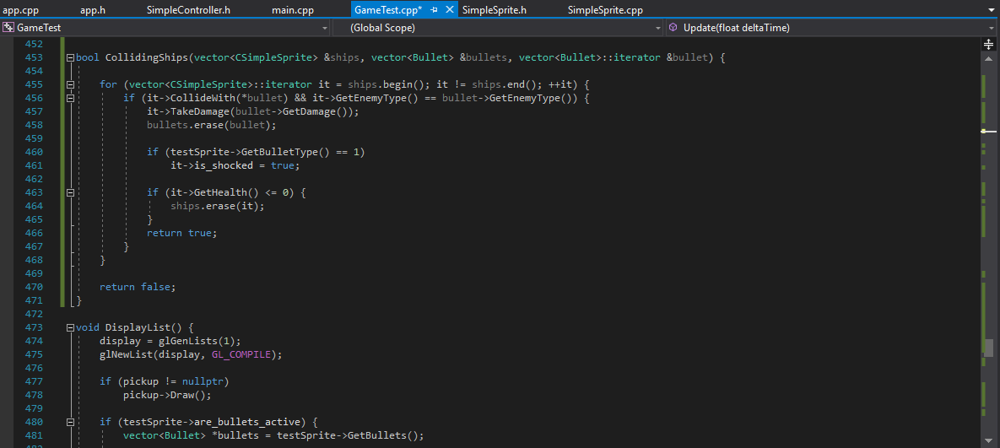 app.cpp app.h SimpleController.h main.cpp GameTest.cpp* SimpleSprite.h SimpleSprite.cpp
GameTest (Global Scope) Update(float deltaTime)
452
453 bool CollidingShips(vector<CSimpleSprite> &ships, vector<Bullet> &bullets, vector<Bullet>::iterator &bullet) {
454
455 for (vector<CSimpleSprite>::iterator it = ships.begin(); it != ships.end(); ++it) {
456 if (it->CollideWith(*bullet) && it->GetEnemyType() == bullet->GetEnemyType()) {
457 it->TakeDamage(bullet->GetDamage());
458 bullets.erase(bullet);
459
460 if (testSprite->GetBulletType() == 1)
461 it->is_shocked = true;
462
463 if (it->GetHealth() <= 0) {
464 ships.erase(it);
465 }
466 return true;
467 }
468 }
469
470 return false;
471 }
472
473 void DisplayList() {
474 display = glGenLists(1);
475 glNewList(display, GL_COMPILE);
476
477 if (pickup != nullptr)
478 pickup->Draw();
479
480 if (testSprite->are_bullets_active) {
481 vector<Bullet> *bullets = testSprite->GetBullets();